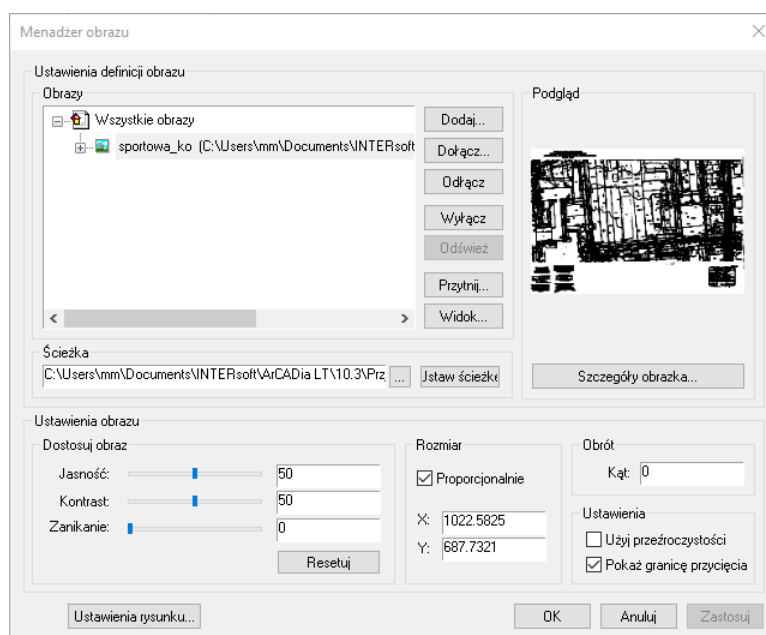 Menadżer obrazu
Ustawienia definicji obrazu
Obrazy
Wszystkie obrazy
sportowa_ko (C:\Users\mm\Documents\INTERsoft
Dodaj...
Dołącz...
Odłącz
Wyłącz
Odśwież
Przytnij...
Widok...
Podgląd
Ścieżka
C:\Users\mm\Documents\INTERsoft\ArCADia LT\10.3\Prz
...
Jstaw ścieżkę
Szczegóły obrazka...
Ustawienia obrazu
Dostosuj obraz
Jasność: 50
Kontrast: 50
Zanikanie: 0
Resetuj
Rozmiar
Proporcjonalnie
X: 1022.5825
Y: 687.7321
Obrót
Kąt: 0
Ustawienia
Użyj przeźroczystości
Pokaż granicę przycięcia
Ustawienia rysunku...
OK
Anuluj
Zastosuj